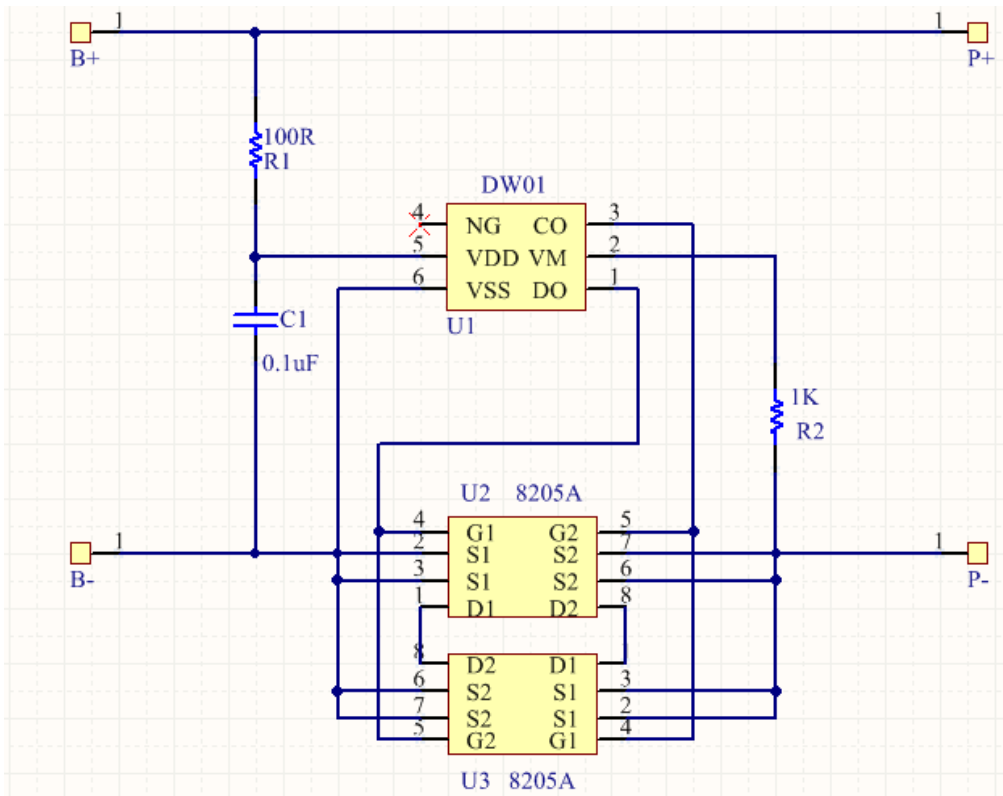 1 1
B+ P+
100R
R1
DW01
4 NG CO 3
5 VDD VM 2
6 VSS DO 1
U1
C1
0.1uF
1K
R2
U2 8205A
4 G1 G2 5
2 S1 S2 7
3 S1 S2 6
1 D1 D2 8
1 1
B- P-
8 D2 D1
6 S2 S1 3
7 S2 S1 2
5 G2 G1 4
U3 8205A